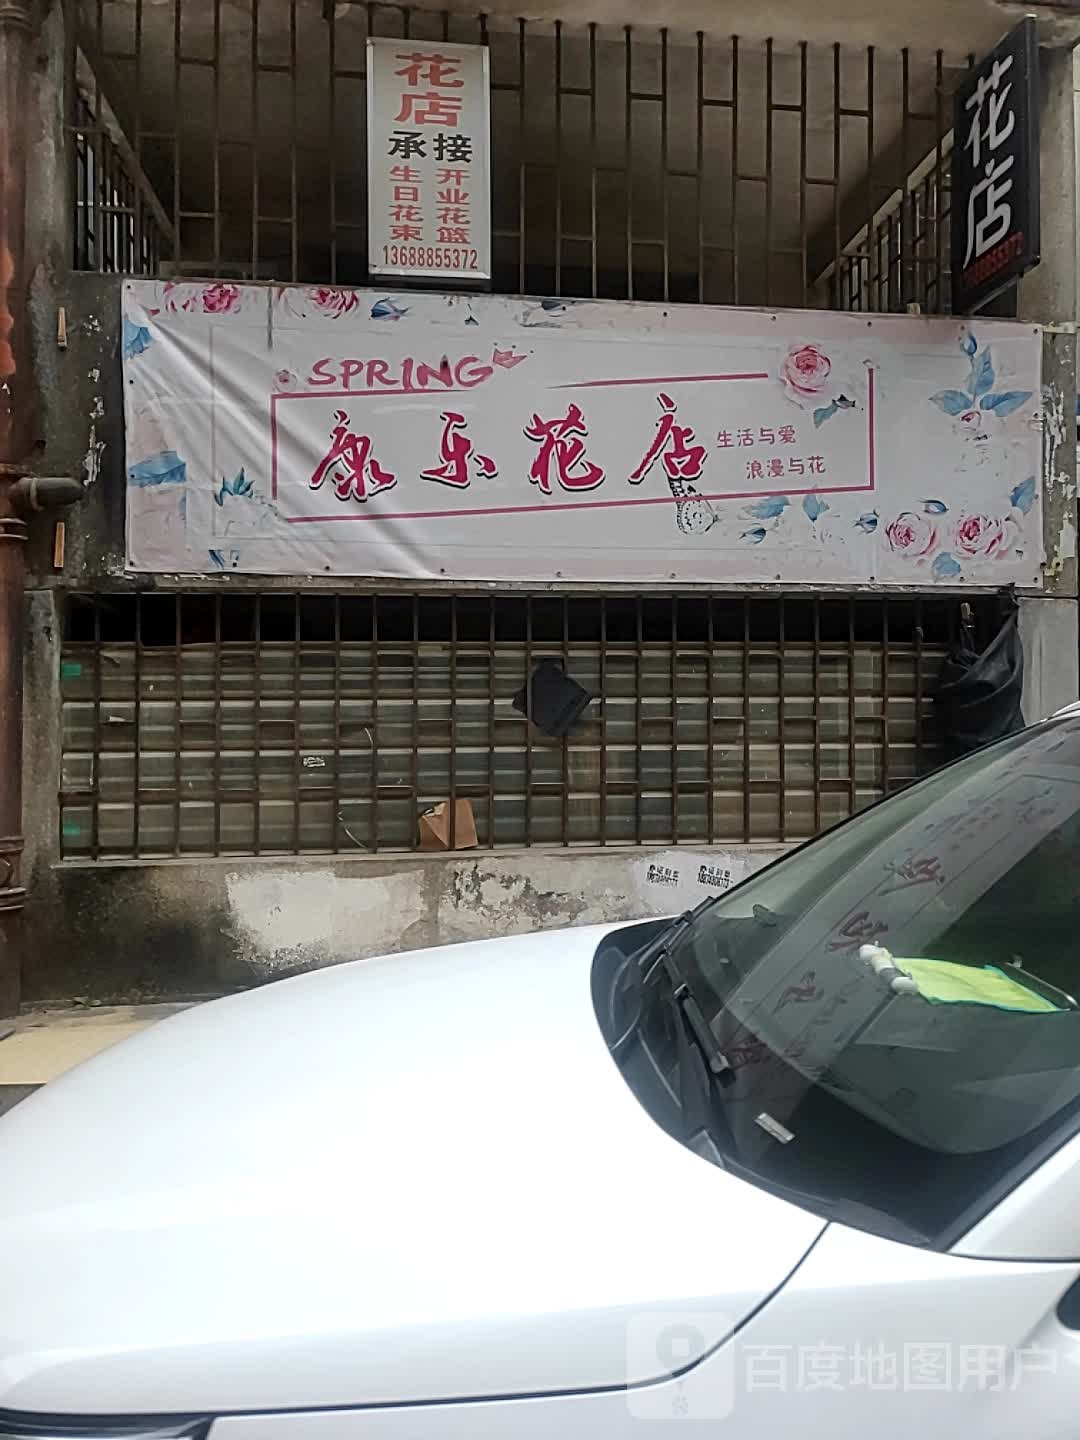 花店
承接
生日花束
开业花篮
13688855372
花店
SPRING
康乐花店
生活与爱
浪漫与花
百度地图用户